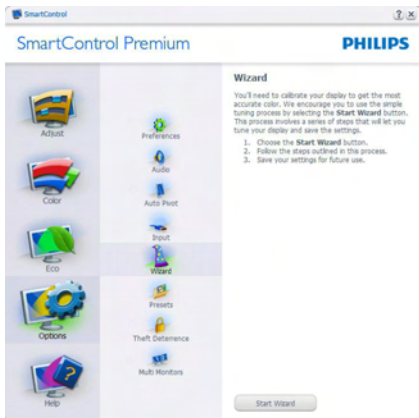 SmartControl
SmartControl Premium
PHILIPS
Adjust
Color
Eco
Options
Help
Preferences
Audio
Auto Pivot
Input
Wizard
Presets
Theft Deterrence
Multi Monitors
Wizard
You'll need to calibrate your display to get the most
accurate color. We encourage you to use the simple
tuning process by selecting the Start Wizard button.
This process involves a series of steps that will let you
tune your display and save the settings.
1. Choose the Start Wizard button.
2. Follow the steps outlined in this process.
3. Save your settings for future use.
Start Wizard